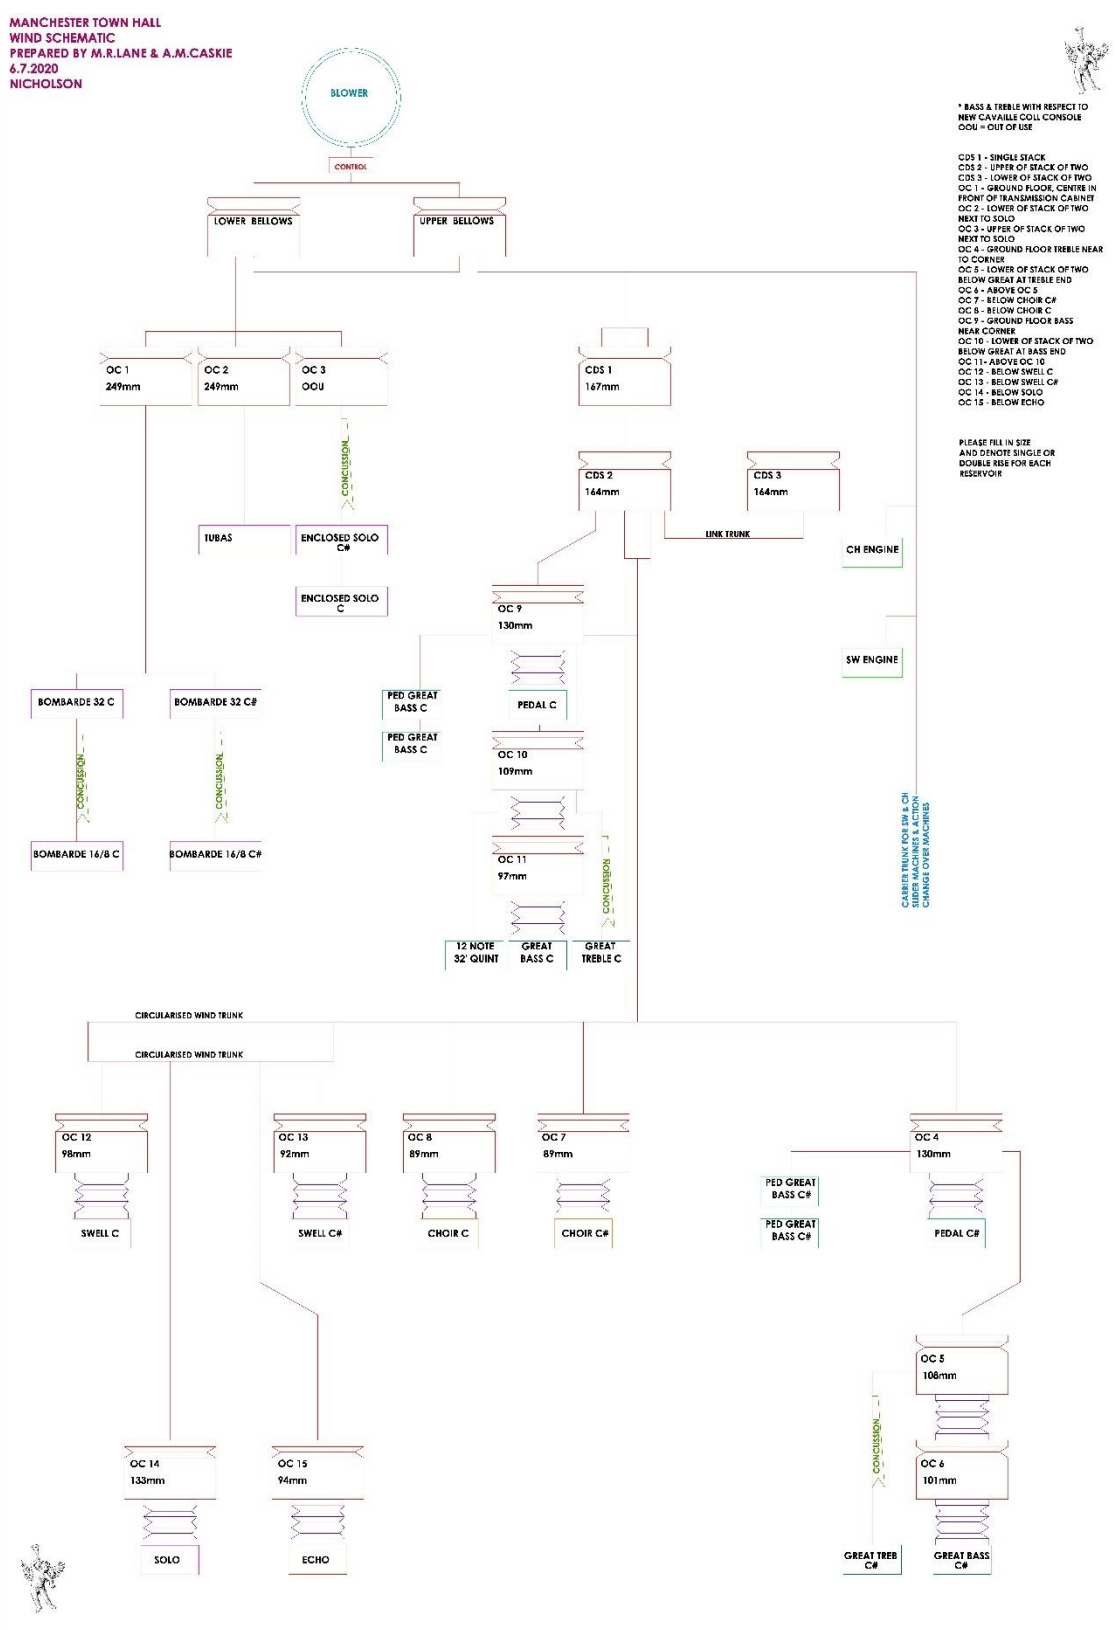 MANCHESTER TOWN HALL
WIND SCHEMATIC
PREPARED BY M.R.LANE & A.M.CASKIE
6.7.2020
NICHOLSON
BLOWER
CONTROL
LOWER BELLOWS
UPPER BELLOWS
* BASS & TREBLE WITH RESPECT TO
NEW CAVAILLE COLL CONSOLE
OOU = OUT OF USE
CDS 1 - SINGLE STACK
CDS 2 - UPPER OF STACK OF TWO
CDS 3 - LOWER OF STACK OF TWO
OC 1 - GROUND FLOOR, CENTRE IN
FRONT OF TRANSMISSION CABINET
OC 2 - LOWER OF STACK OF TWO
NEXT TO SOLO
OC 3 - UPPER OF STACK OF TWO
NEXT TO SOLO
OC 4 - GROUND FLOOR TREBLE NEAR
TO CORNER
OC 5 - LOWER OF STACK OF TWO
BELOW GREAT AT TREBLE END
OC 6 - ABOVE OC 5
OC 7 - BELOW CHOIR C#
OC 8 - BELOW CHOIR C
OC 9 - GROUND FLOOR BASS
NEAR CORNER
OC 10 - LOWER OF STACK OF TWO
BELOW GREAT AT BASS END
OC 11- ABOVE OC 10
OC 12 - BELOW SWELL C
OC 13 - BELOW SWELL C#
OC 14 - BELOW SOLO
OC 15 - BELOW ECHO
PLEASE FILL IN SIZE
AND DENOTE SINGLE OR
DOUBLE RISE FOR EACH
RESERVOIR
OC 1
249mm
OC 2
249mm
OC 3
OOU
CDS 1
167mm
CONCUSSION
CDS 2
164mm
CDS 3
164mm
LINK TRUNK
TUBAS
ENCLOSED SOLO
C#
ENCLOSED SOLO
C
CH ENGINE
SW ENGINE
OC 9
130mm
BOMBARDE 32 C
BOMBARDE 32 C#
PED GREAT
BASS C
PEDAL C
PED GREAT
BASS C
OC 10
109mm
CONCUSSION
CONCUSSION
BOMBARDE 16/8 C
BOMBARDE 16/8 C#
OC 11
97mm
CONCUSSION
CARRIER TRUNK FOR SW & CH
SLIDER MACHINES & ACTION
CHANGE OVER MACHINES
12 NOTE
32' QUINT
GREAT
BASS C
GREAT
TREBLE C
CIRCULARISED WIND TRUNK
CIRCULARISED WIND TRUNK
OC 12
98mm
OC 13
92mm
OC 8
89mm
OC 7
89mm
OC 4
130mm
PED GREAT
BASS C#
PED GREAT
BASS C#
SWELL C
SWELL C#
CHOIR C
CHOIR C#
PEDAL C#
OC 5
108mm
CONCUSSION
OC 14
133mm
OC 15
94mm
OC 6
101mm
SOLO
ECHO
GREAT TREB
C#
GREAT BASS
C#